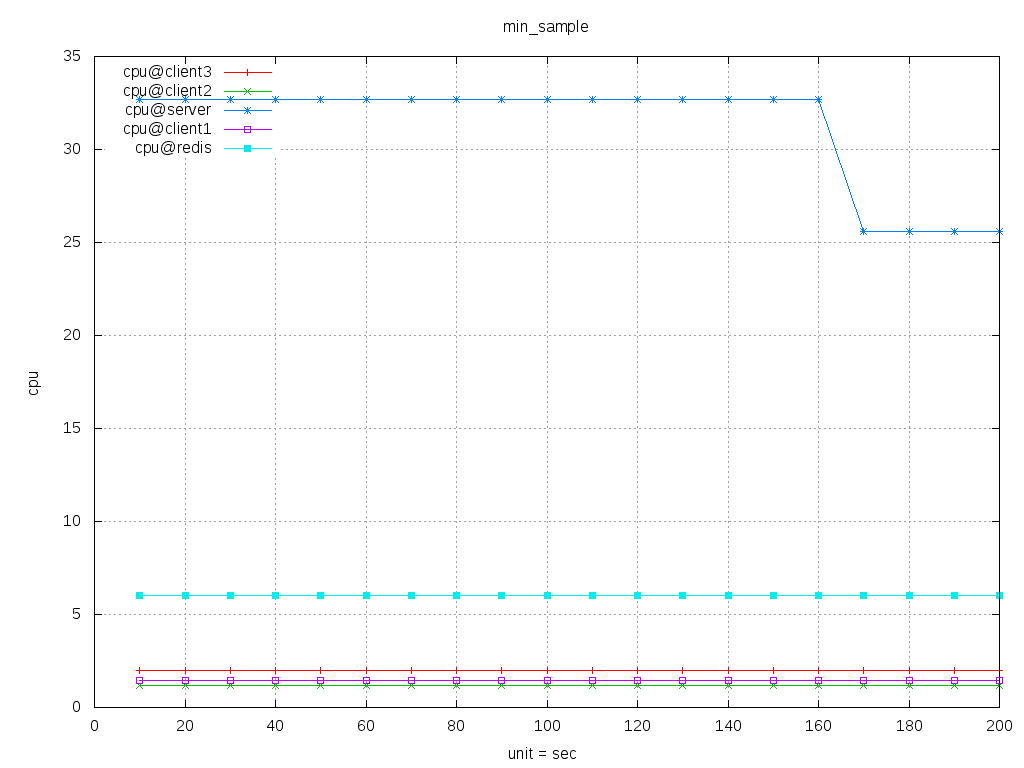 min_sample
35
30
25
20
15
10
5
0
cpu
cpu@client3
cpu@client2
cpu@server
cpu@client1
cpu@redis
0 20 40 60 80 100 120 140 160 180 200
unit = sec